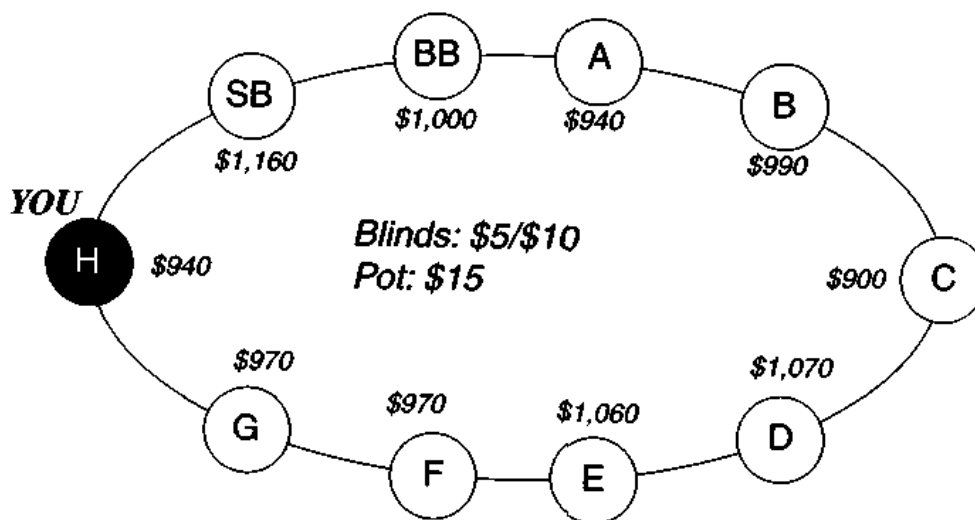 BB
A
SB
B
$1,000
$940
$1,160
$990
YOU
Blinds: $5/$10
H
$940
Pot: $15
$900
C
$970
$970
$1,060
$1,070
G
F
E
D